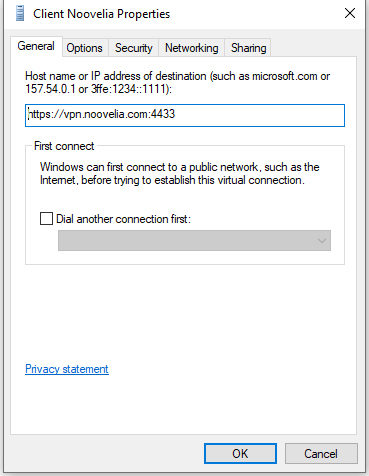 Client Noovelia Properties
General Options Security Networking Sharing
Host name or IP address of destination (such as microsoft.com or
157.54.0.1 or 3ffe:1234::1111):
https://vpn.noovelia.com:4433
First connect
Windows can first connect to a public network, such as the
Internet, before trying to establish this virtual connection.
Dial another connection first:
Privacy statement
OK Cancel